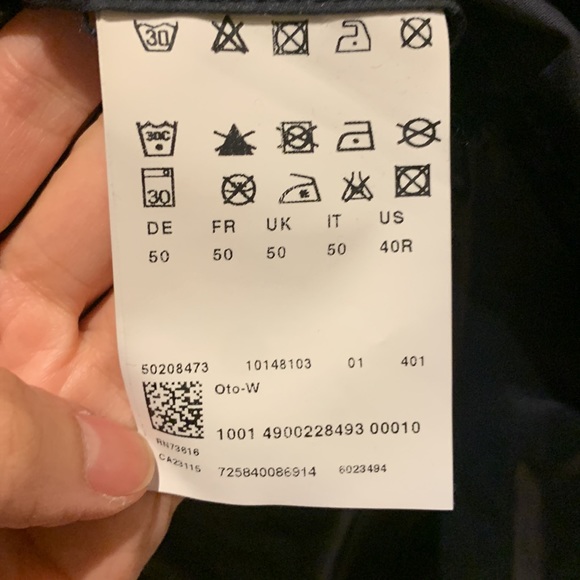 30
30C
30
DE FR UK IT US
50 50 50 50 40R
50208473 10148103 01 401
Oto-W
1001 4900228493 00010
RN73616
CA23115 725840086914 6023494